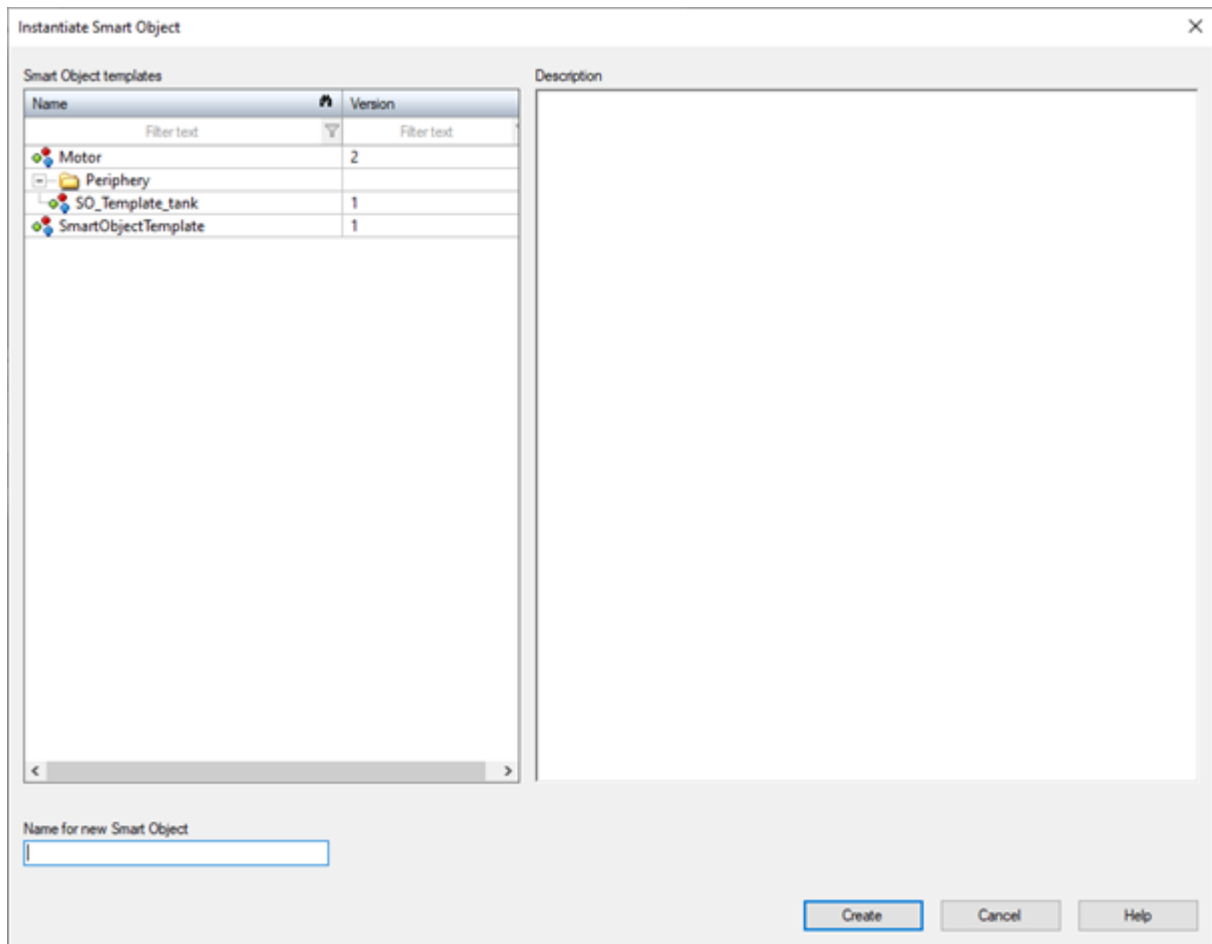 Instantiate Smart Object
Smart Object templates
Description
Name Version
Filter text Filter text
Motor 2
Periphery
SO_Template_tank 1
SmartObjectTemplate 1
Name for new Smart Object
Create Cancel Help